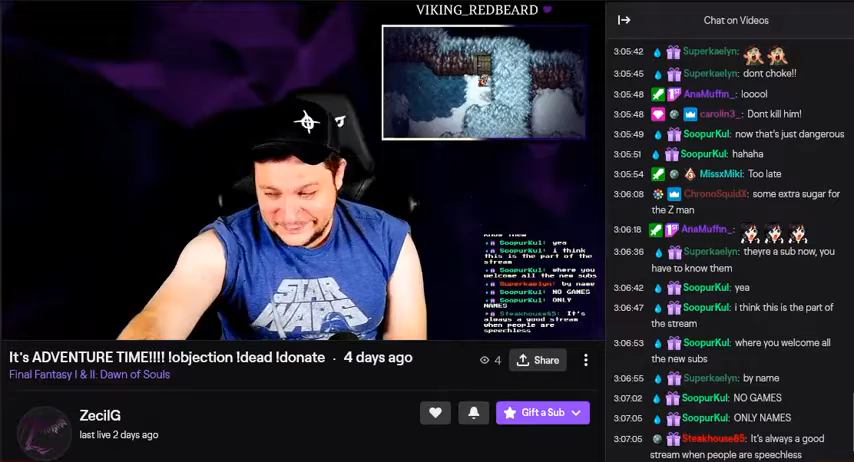 VIKING_REDBEARD
Chat on Videos
3:05:42 Superkaelyn:
3:05:45 Superkaelyn: dont choke!!
3:05:48 AnaMuffin_: looool
3:05:48 carolin3_: Dont kill him!
3:05:49 SoopurKul: now that's just dangerous
3:05:51 SoopurKul: hahaha
3:05:54 MissxMiki: Too late
3:06:08 ChronoSquidX: some extra sugar for
the Z man
3:06:18 AnaMuffin_:
3:06:36 Superkaelyn: theyre a sub now, you
have to know them
3:06:42 SoopurKul: yea
3:06:47 SoopurKul: i think this is the part of
the stream
3:06:53 SoopurKul: where you welcome all
the new subs
3:06:55 Superkaelyn: by name
3:07:02 SoopurKul: NO GAMES
3:07:05 SoopurKul: ONLY NAMES
3:07:05 Steakhouse65: It's always a good
stream when people are speechless
know them
SoopurKul: yea
SoopurKul: i think
this is the part of the
stream
SoopurKul: where you
welcome all the new subs
Superkaelyn: by name
SoopurKul: NO GAMES
SoopurKul: ONLY
NAMES
Steakhouse65: It's
always a good stream
when people are
speechless
STAR
WARS
It's ADVENTURE TIME!!!! !objection !dead !donate · 4 days ago
4
Share
Final Fantasy I & II: Dawn of Souls
ZecilG
last live 2 days ago
Gift a Sub